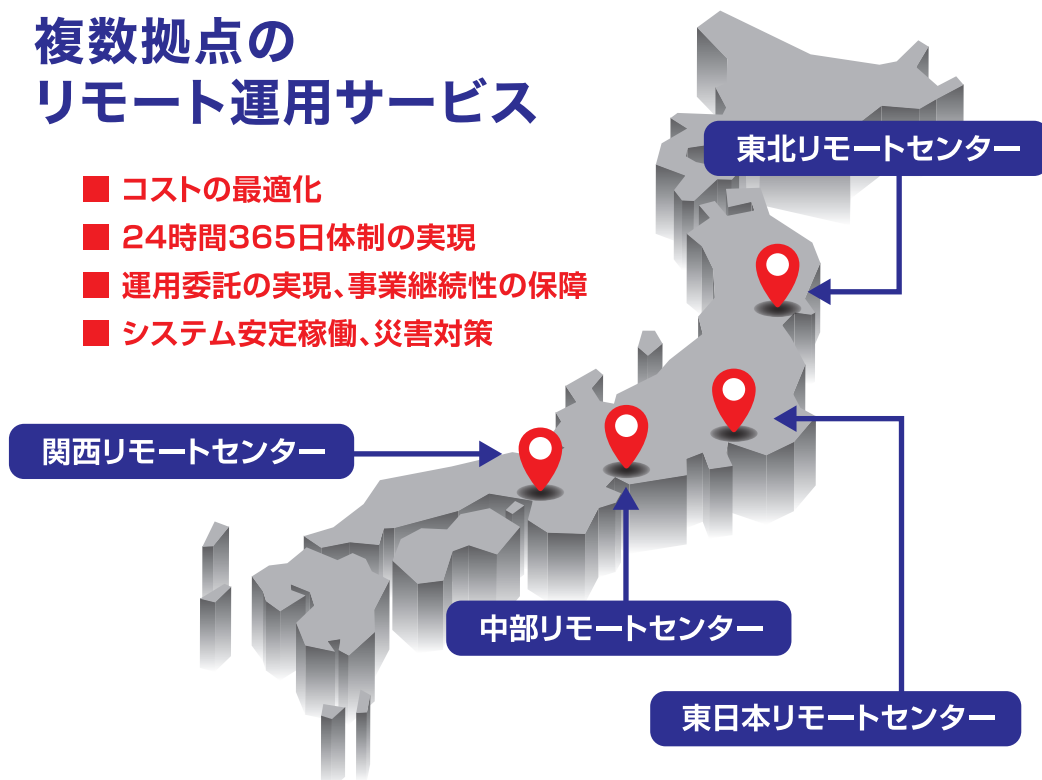 複数拠点の
リモート運用サービス
■ コストの最適化
■ 24時間365日体制の実現
■ 運用委託の実現、事業継続性の保障
■ システム安定稼働、災害対策
東北リモートセンター
関西リモートセンター
中部リモートセンター
東日本リモートセンター